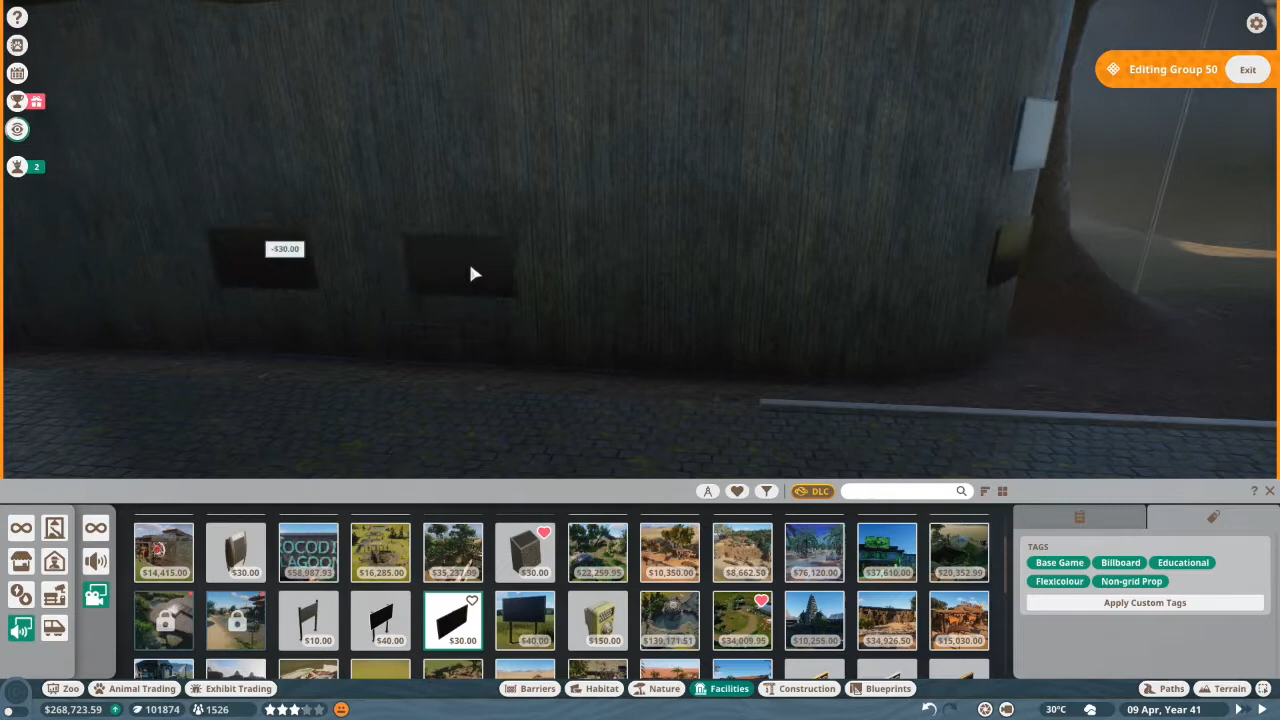 Editing Group 50
Exit
2
-$30.00
DLC
$14,415.00
$30.00
OCODI
LAGOON
$58,987.93
$16,285.00
$35,237.99
$30.00
$22,259.95
$10,350.00
$8,662.50
$76,120.00
$37,610.00
$20,352.99
$10.00
$40.00
$30.00
$40.00
$150.00
$139,171.51
$34,009.95
$10,255.00
$34,926.50
$15,030.00
TAGS
Base Game
Billboard
Educational
Flexicolour
Non-grid Prop
Apply Custom Tags
Zoo
Animal Trading
Exhibit Trading
Barriers
Habitat
Nature
Facilities
Construction
Blueprints
Paths
Terrain
$268,723.59
101874
1526
30°C
09 Apr, Year 41